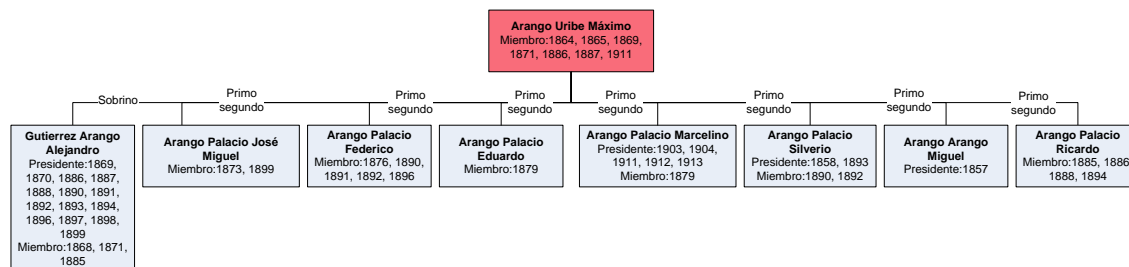 Arango Uribe Máximo
Miembro:1864, 1865, 1869,
1871, 1886, 1887, 1911
Sobrino
Primo
segundo
Primo
segundo
Primo
segundo
Primo
segundo
Primo
segundo
Primo
segundo
Primo
segundo
Gutierrez Arango
Alejandro
Presidente:1869,
1870, 1886, 1887,
1888, 1890, 1891,
1892, 1893, 1894,
1896, 1897, 1898,
1899
Miembro:1868, 1871,
1885
Arango Palacio José
Miguel
Miembro:1873, 1899
Arango Palacio
Federico
Miembro:1876, 1890,
1891, 1892, 1896
Arango Palacio
Eduardo
Miembro:1879
Arango Palacio Marcelino
Presidente:1903, 1904,
1911, 1912, 1913
Miembro:1879
Arango Palacio
Silverio
Presidente:1858, 1893
Miembro:1890, 1892
Arango Arango
Miguel
Presidente:1857
Arango Palacio
Ricardo
Miembro:1885, 1886
1888, 1894